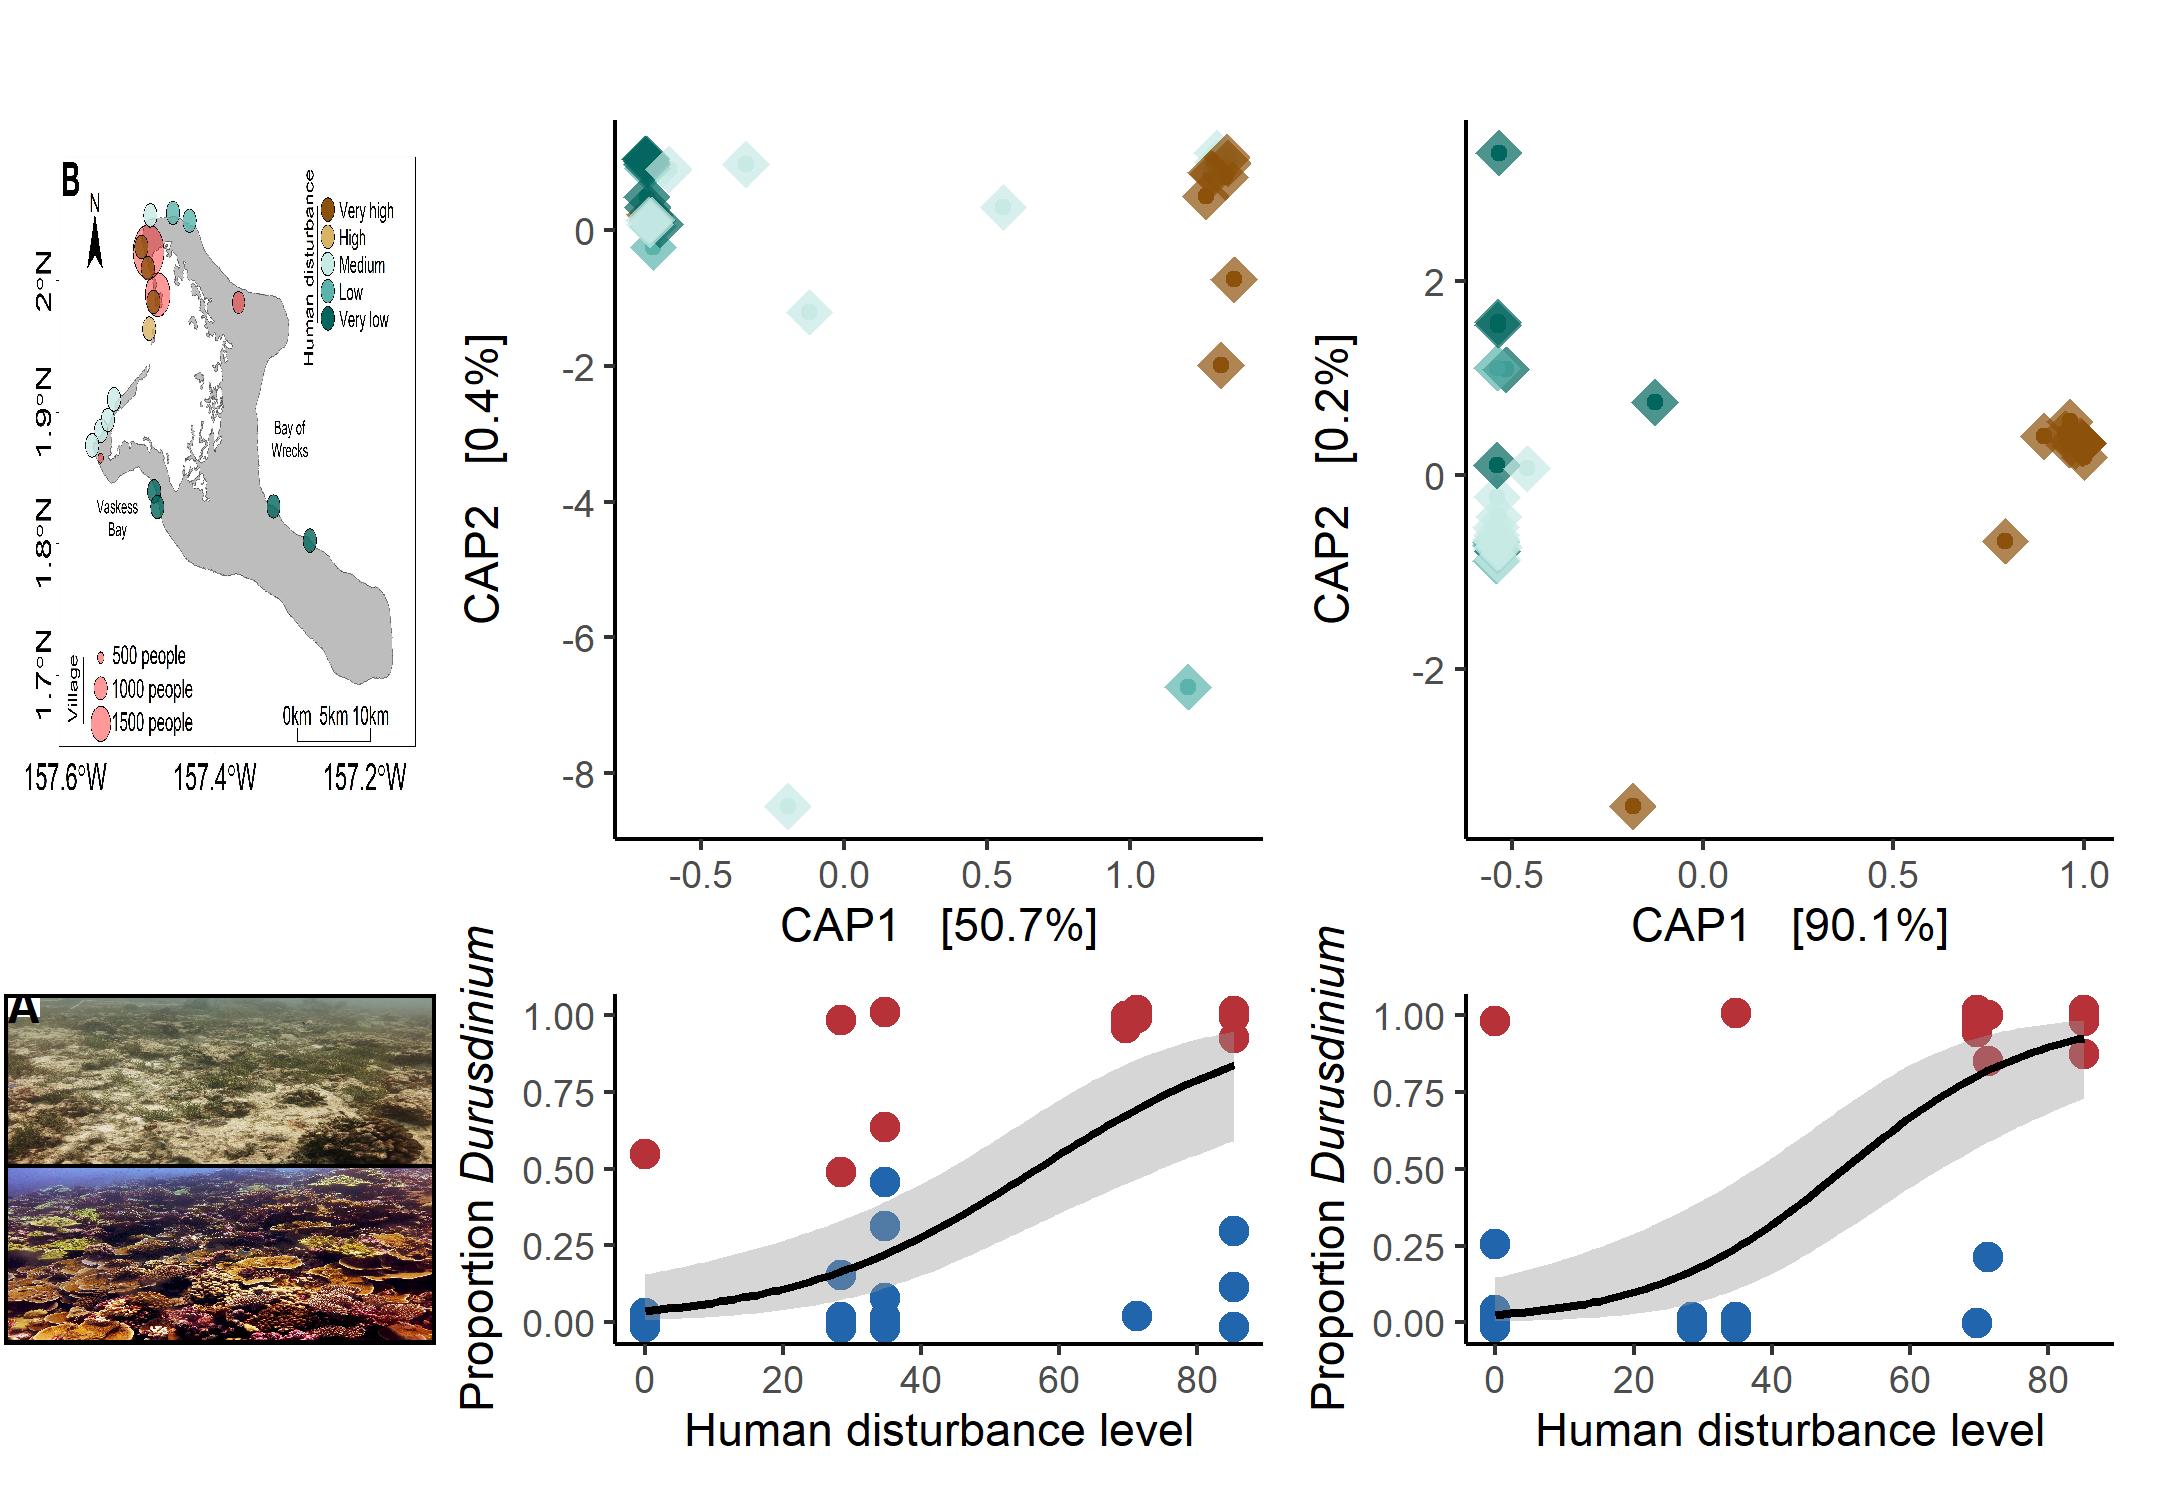 B
N
Human disturbance
Very high
High
Medium
Low
Very low
2°N
1.9°N
1.8°N
1.7°N
Bay of
Wrecks
Vaskess
Bay
Village
500 people
1000 people
1500 people
0km 5km 10km
157.6°W 157.4°W 157.2°W
CAP2 [0.4%]
0
-2
-4
-6
-8
-0.5 0.0 0.5 1.0
CAP1 [50.7%]
CAP2 [0.2%]
2
0
-2
-0.5 0.0 0.5 1.0
CAP1 [90.1%]
A
Proportion Durusdinium
1.00
0.75
0.50
0.25
0.00
0 20 40 60 80
Human disturbance level
Proportion Durusdinium
1.00
0.75
0.50
0.25
0.00
0 20 40 60 80
Human disturbance level